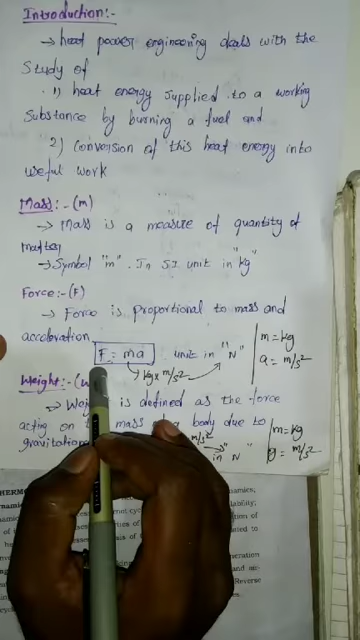 Introduction:-
→ heat power engineering deals with the
Study of
1) heat energy supplied to a working
Substance by burning a fuel and
2) Conversion of this heat energy into
useful work
Mass:-(m)
→ Mass is a measure of quantity of
matter
→ Symbol "m". In SI unit in "kg"
Force:-(F)
→ Force is proportional to mass and
acceleration
F = ma unit in "N" m = kg
kg × m/s² a = m/s²
Weight:-(W
→ is defined as the force
acting on mass body due to
gravitation m/s² in "N" m = kg
g = m/s²